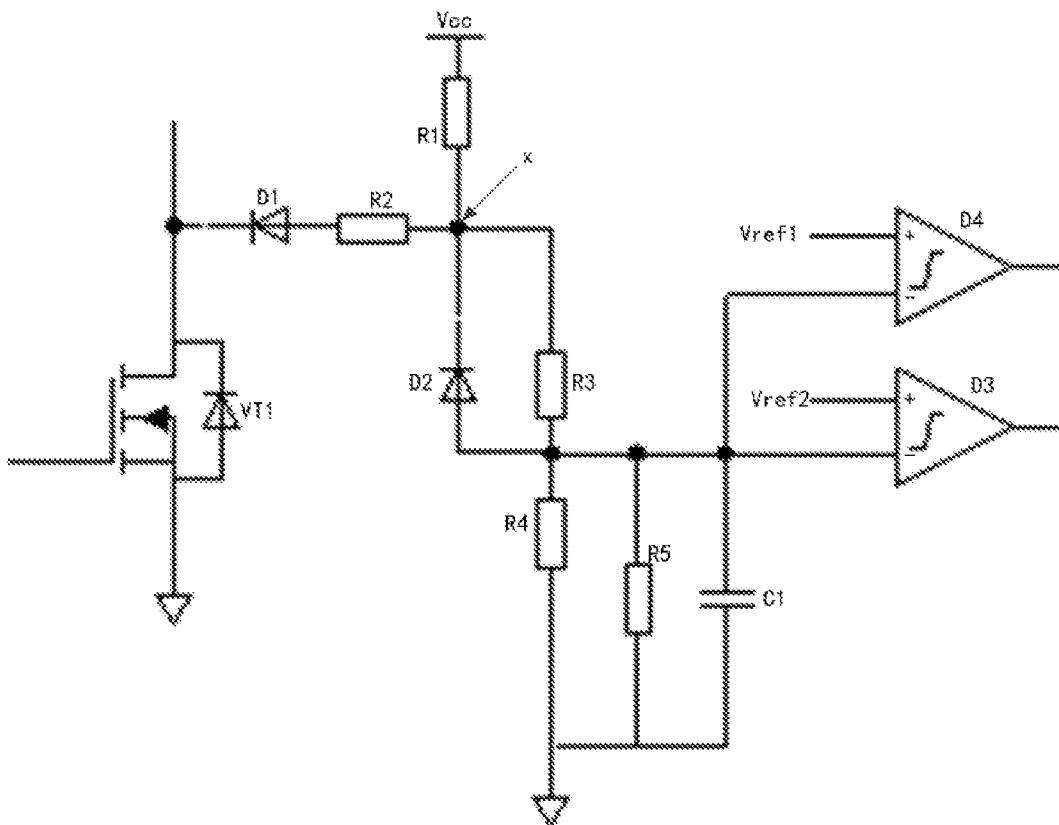 Vcc
R1
K
D1
R2
D4
Vref1
+
-
D2
R3
D3
VT1
Vref2
+
-
R4
R5
C1